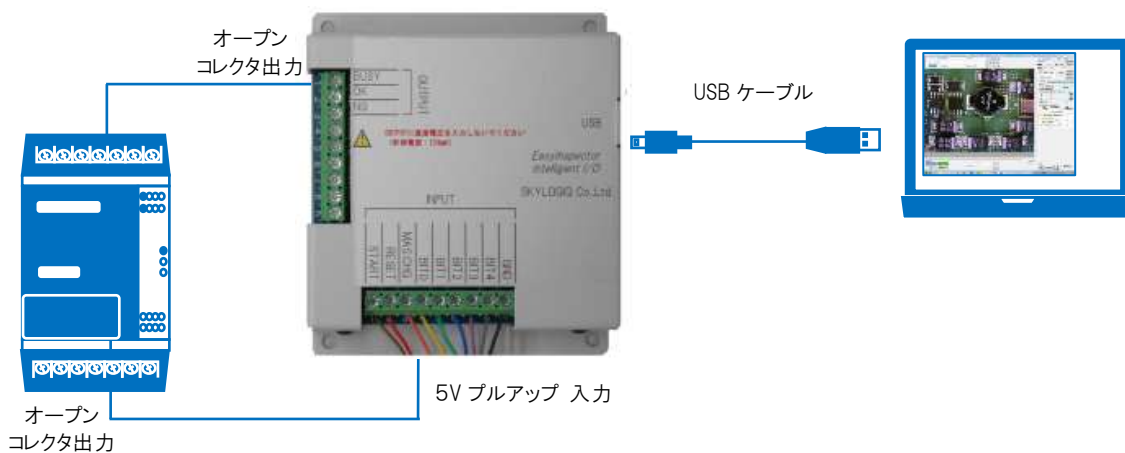 オープン
コレクタ出力
BUSY
OK
NG
OUTPUT
USB
EasyInspector
Intelligent I/O
SKYLOGIQ Co.Ltd
INPUT
START
RESET
MASCHG
BIT0
BIT1
BIT2
BIT3
BIT4
GND
USB ケーブル
5V プルアップ 入力
オープン
コレクタ出力